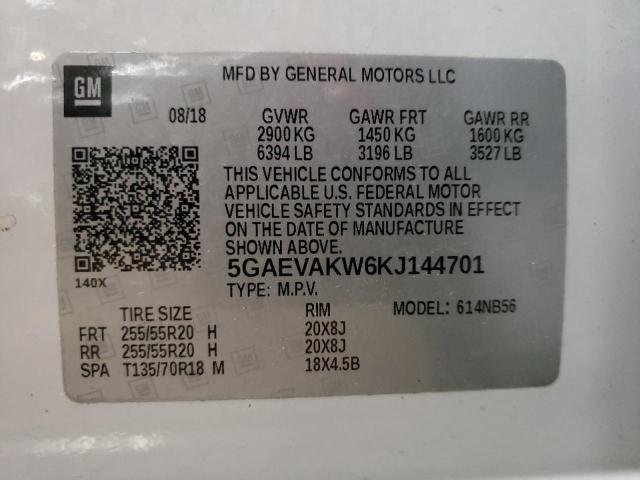 GM
MFD BY GENERAL MOTORS LLC
08/18 GVWR GAWR FRT GAWR RR
2900 KG 1450 KG 1600 KG
6394 LB 3196 LB 3527 LB
THIS VEHICLE CONFORMS TO ALL
APPLICABLE U.S. FEDERAL MOTOR
VEHICLE SAFETY STANDARDS IN EFFECT
ON THE DATE OF MANUFACTURE
SHOWN ABOVE.
140X
5GAEVAKW6KJ144701
TYPE: M.P.V. MODEL: 614NB56
TIRE SIZE RIM
FRT 255/55R20 H 20X8J
RR 255/55R20 H 20X8J
SPA T135/70R18 M 18X4.5B